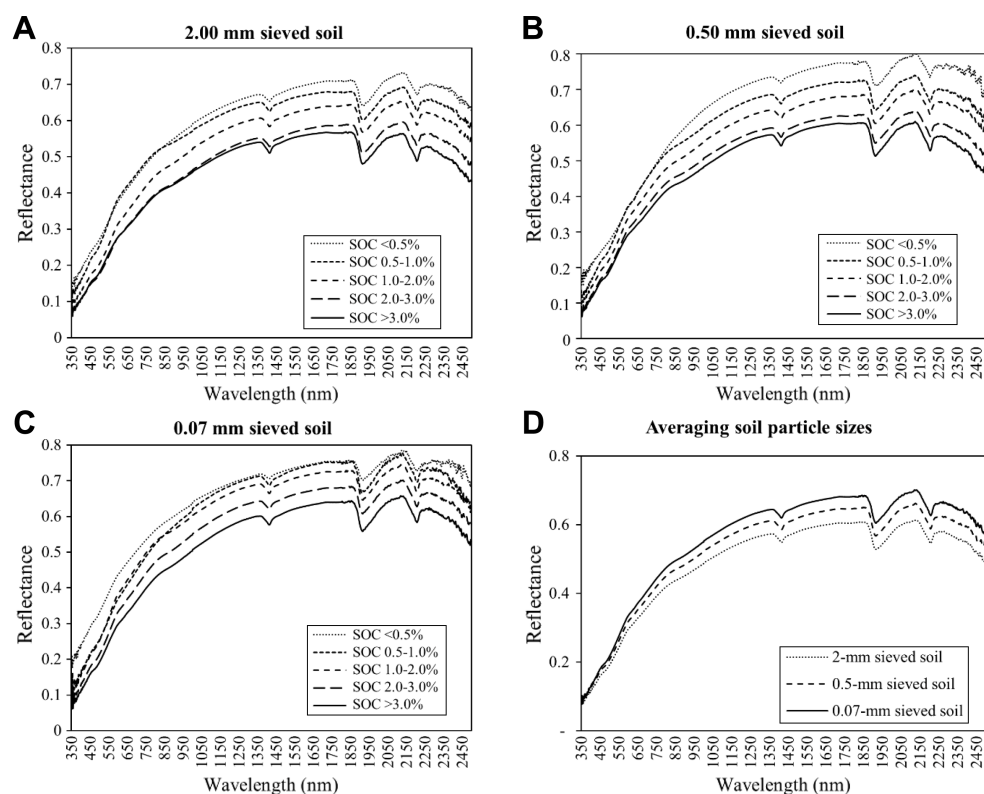 A
2.00 mm sieved soil
0.8
0.7
0.6
0.5
0.4
0.3
0.2
0.1
0
Reflectance
SOC <0.5%
SOC 0.5-1.0%
SOC 1.0-2.0%
SOC 2.0-3.0%
SOC >3.0%
350 450 550 650 750 850 950 1050 1150 1250 1350 1450 1550 1650 1750 1850 1950 2050 2150 2250 2350 2450
Wavelength (nm)
B
0.50 mm sieved soil
0.8
0.7
0.6
0.5
0.4
0.3
0.2
0.1
0
Reflectance
SOC <0.5%
SOC 0.5-1.0%
SOC 1.0-2.0%
SOC 2.0-3.0%
SOC >3.0%
350 450 550 650 750 850 950 1050 1150 1250 1350 1450 1550 1650 1750 1850 1950 2050 2150 2250 2350 2450
Wavelength (nm)
C
0.07 mm sieved soil
0.8
0.7
0.6
0.5
0.4
0.3
0.2
0.1
0
Reflectance
SOC <0.5%
SOC 0.5-1.0%
SOC 1.0-2.0%
SOC 2.0-3.0%
SOC >3.0%
350 450 550 650 750 850 950 1050 1150 1250 1350 1450 1550 1650 1750 1850 1950 2050 2150 2250 2350 2450
Wavelength (nm)
D
Averaging soil particle sizes
0.8
0.6
0.4
0.2
-
Reflectance
2-mm sieved soil
0.5-mm sieved soil
0.07-mm sieved soil
350 450 550 650 750 850 950 1050 1150 1250 1350 1450 1550 1650 1750 1850 1950 2050 2150 2250 2350 2450
Wavelength (nm)